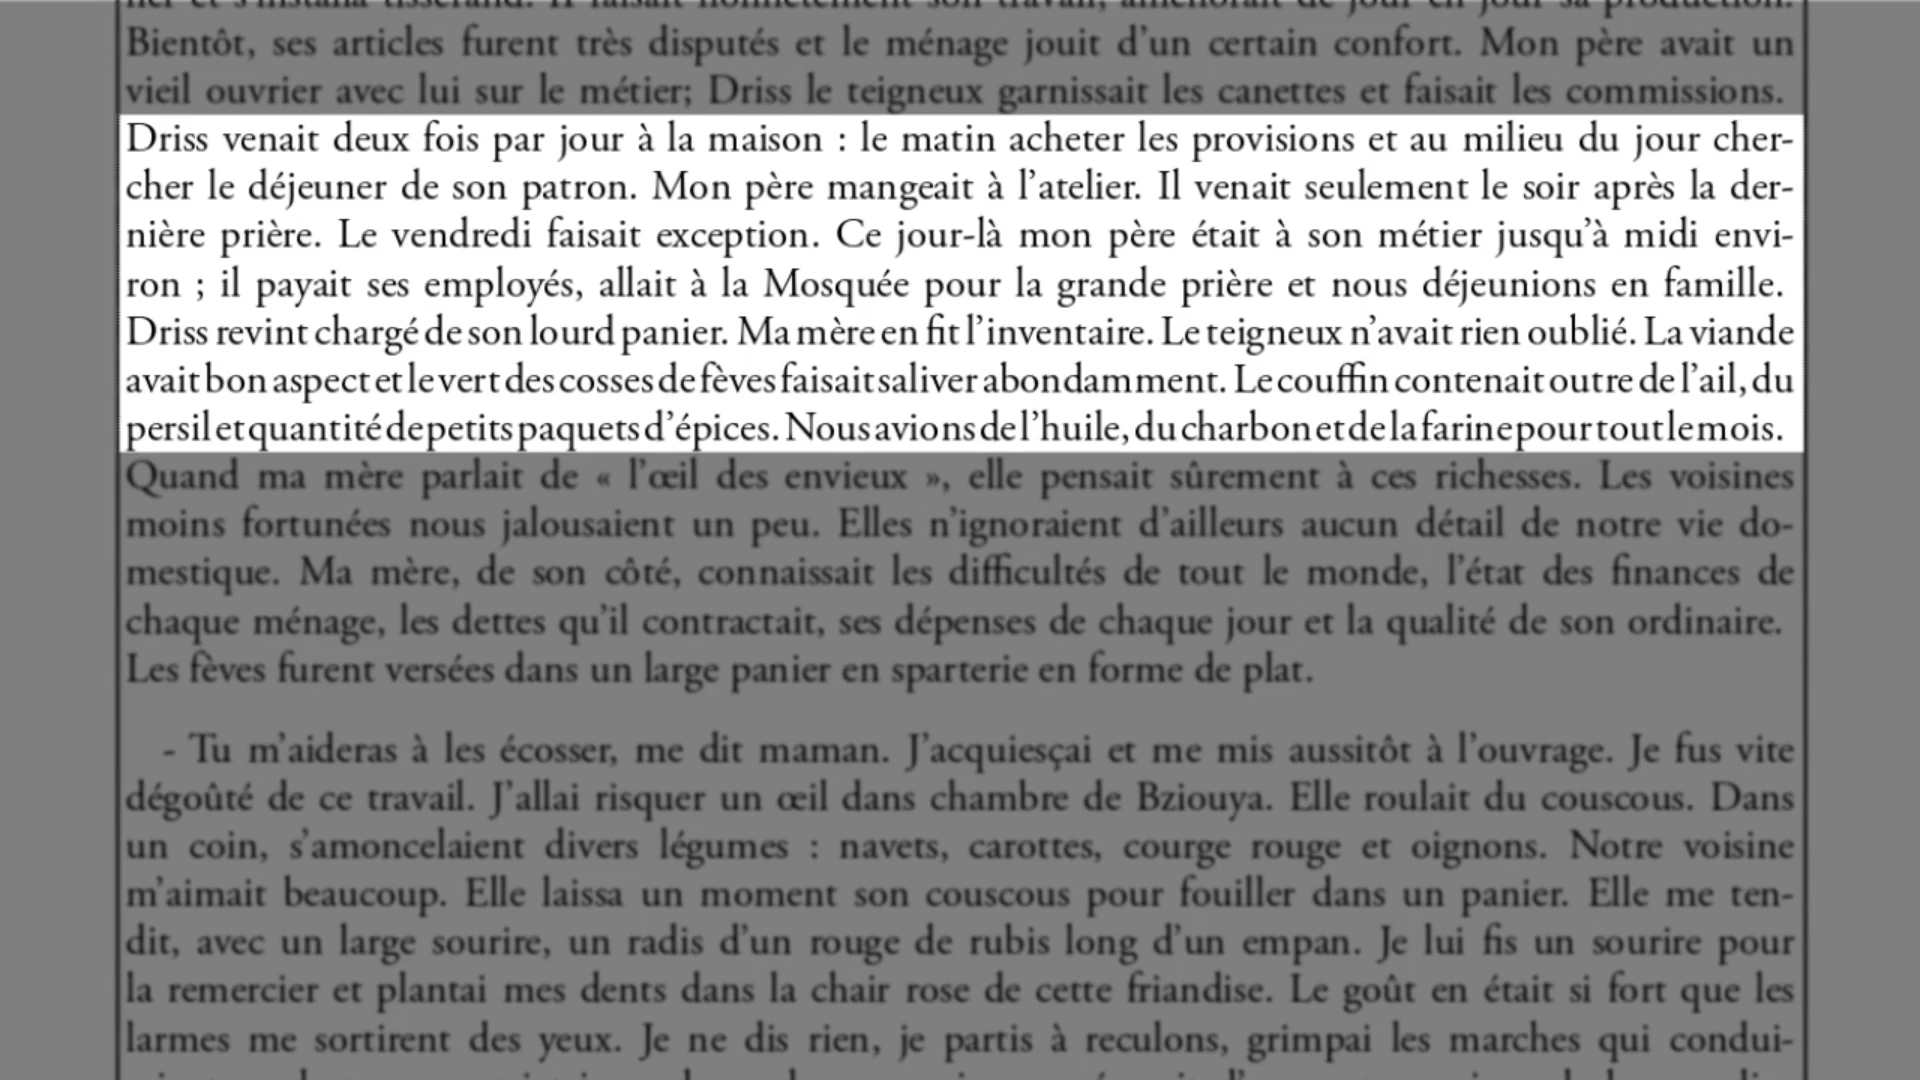 Bientôt, ses articles furent très disputés et le ménage jouit d’un certain confort. Mon père avait un
vieil ouvrier avec lui sur le métier; Driss le teigneux garnissait les canettes et faisait les commissions.
Driss venait deux fois par jour à la maison : le matin acheter les provisions et au milieu du jour cher-
cher le déjeuner de son patron. Mon père mangeait à l’atelier. Il venait seulement le soir après la der-
nière prière. Le vendredi faisait exception. Ce jour-là mon père était à son métier jusqu’à midi envi-
ron ; il payait ses employés, allait à la Mosquée pour la grande prière et nous déjeunions en famille.
Driss revint chargé de son lourd panier. Ma mère en fit l’inventaire. Le teigneux n’avait rien oublié. La viande
avait bon aspect et le vert des cosses de fèves faisait saliver abondamment. Le couffin contenait outre de l’ail, du
persil et quantité de petits paquets d’épices. Nous avions de l’huile, du charbon et de la farine pour tout le mois.
Quand ma mère parlait de « l’œil des envieux », elle pensait sûrement à ces richesses. Les voisines
moins fortunées nous jalousaient un peu. Elles n’ignoraient d’ailleurs aucun détail de notre vie do-
mestique. Ma mère, de son côté, connaissait les difficultés de tout le monde, l’état des finances de
chaque ménage, les dettes qu’il contractait, ses dépenses de chaque jour et la qualité de son ordinaire.
Les fèves furent versées dans un large panier en sparterie en forme de plat.
- Tu m’aideras à les écosser, me dit maman. J’acquiesçai et me mis aussitôt à l’ouvrage. Je fus vite
dégoûté de ce travail. J’allai risquer un œil dans chambre de Bziouya. Elle roulait du couscous. Dans
un coin, s’amoncelaient divers légumes : navets, carottes, courge rouge et oignons. Notre voisine
m’aimait beaucoup. Elle laissa un moment son couscous pour fouiller dans un panier. Elle me ten-
dit, avec un large sourire, un radis d’un rouge de rubis long d’un empan. Je lui fis un sourire pour
la remercier et plantai mes dents dans la chair rose de cette friandise. Le goût en était si fort que les
larmes me sortirent des yeux. Je ne dis rien, je partis à reculons, grimpai les marches qui condui-